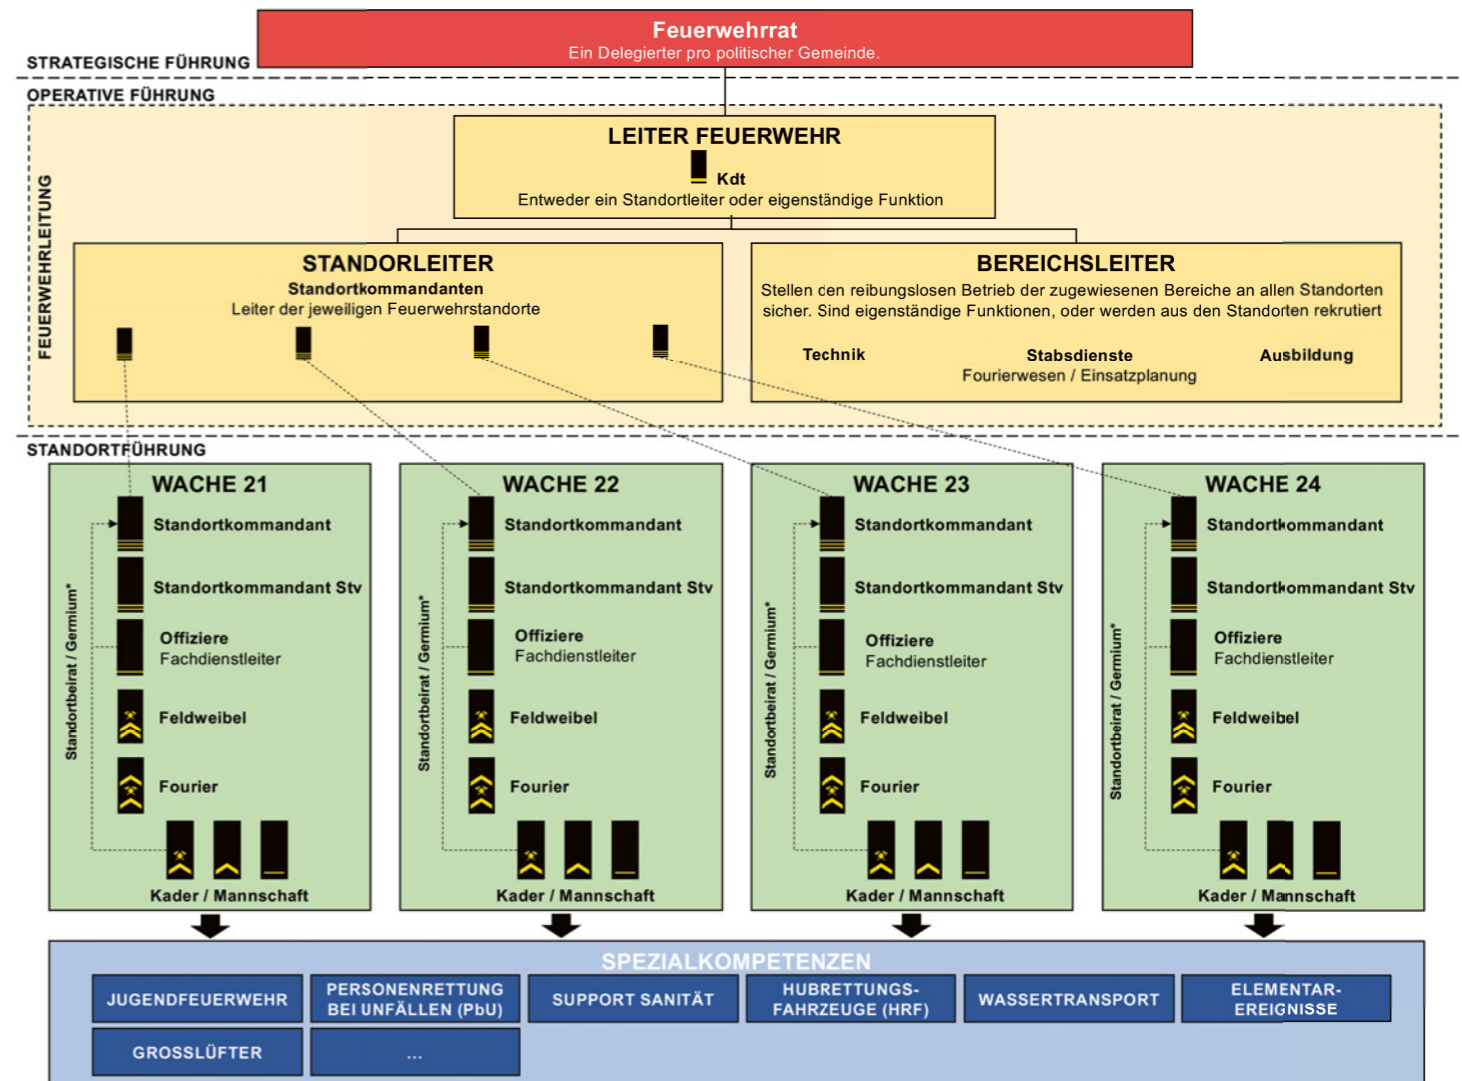 Feuerwehrrat
Ein Delegierter pro politischer Gemeinde.
STRATEGISCHE FÜHRUNG
OPERATIVE FÜHRUNG
FEUERWEHRLEITUNG
LEITER FEUERWEHR
Kdt
Entweder ein Standortleiter oder eigenständige Funktion
STANDORLEITER
Standortkommandanten
Leiter der jeweiligen Feuerwehrstandorte
BEREICHSLEITER
Stellen den reibungslosen Betrieb der zugewiesenen Bereiche an allen Standorten
sicher. Sind eigenständige Funktionen, oder werden aus den Standorten rekrutiert
Technik
Stabsdienste
Fourierwesen / Einsatzplanung
Ausbildung
STANDORTFÜHRUNG
WACHE 21
Standortkommandant
Standortkommandant Stv
Offiziere
Fachdienstleiter
Feldweibel
Fourier
Kader / Mannschaft
Standortbeirat / Germium*
WACHE 22
Standortkommandant
Standortkommandant Stv
Offiziere
Fachdienstleiter
Feldweibel
Fourier
Kader / Mannschaft
Standortbeirat / Germium*
WACHE 23
Standortkommandant
Standortkommandant Stv
Offiziere
Fachdienstleiter
Feldweibel
Fourier
Kader / Mannschaft
Standortbeirat / Germium*
WACHE 24
Standortkommandant
Standortkommandant Stv
Offiziere
Fachdienstleiter
Feldweibel
Fourier
Kader / Mannschaft
Standortbeirat / Germium*
SPEZIALKOMPETENZEN
JUGENDFEUERWEHR
PERSONENRETTUNG
BEI UNFÄLLEN (PbU)
SUPPORT SANITÄT
HUBRETTUNGS-
FAHRZEUGE (HRF)
WASSERTRANSPORT
ELEMENTAR-
EREIGNISSE
GROSSLÜFTER
...